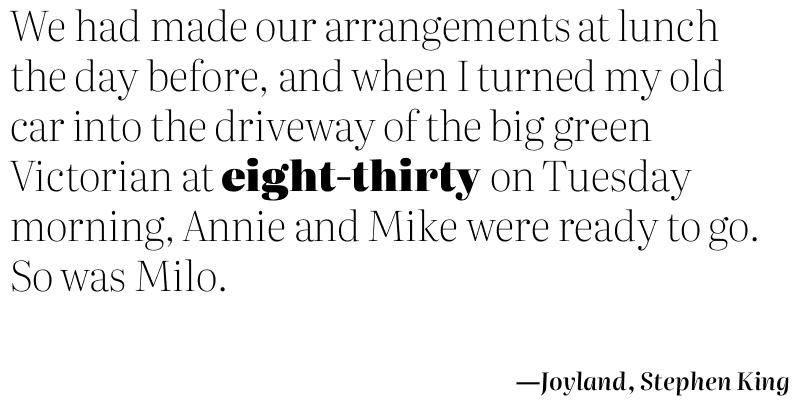 We had made our arrangements at lunch
the day before, and when I turned my old
car into the driveway of the big green
Victorian at eight-thirty on Tuesday
morning, Annie and Mike were ready to go.
So was Milo.
—Joyland, Stephen King